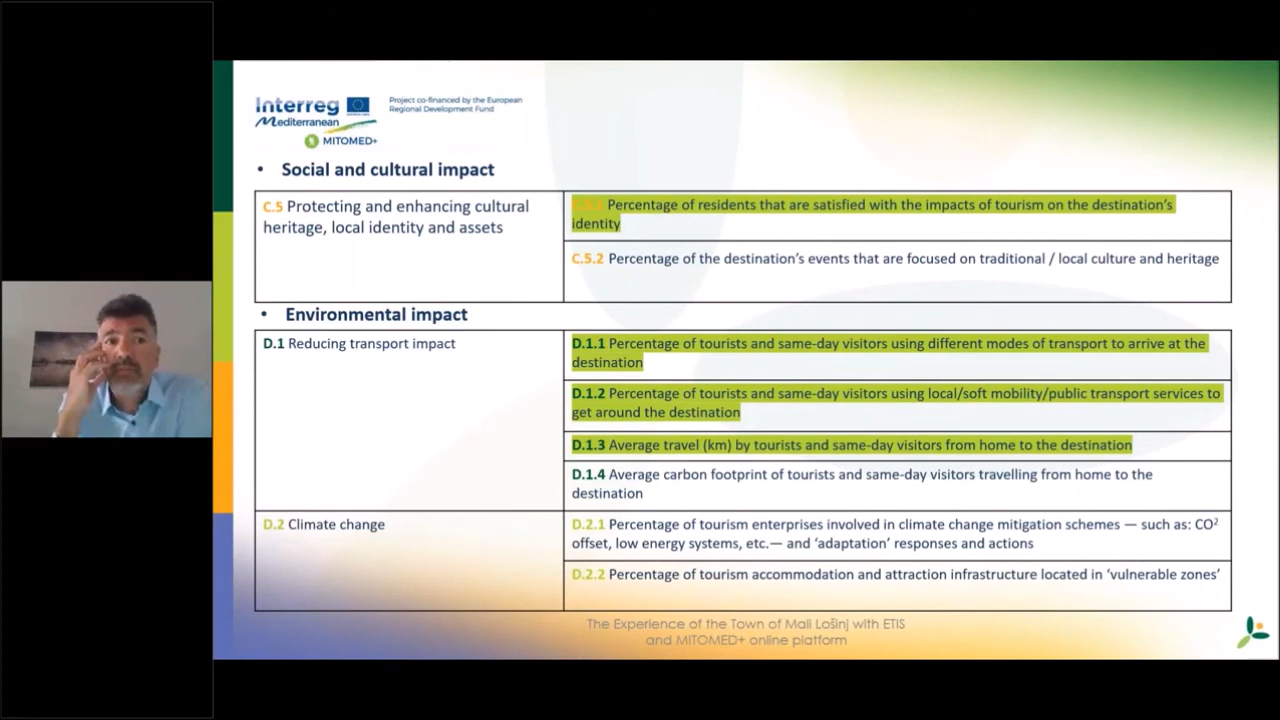 Interreg
Mediterranean
MITOMED+
Project co-financed by the European
Regional Development Fund
• Social and cultural impact
C.5 Protecting and enhancing cultural
heritage, local identity and assets
Percentage of residents that are satisfied with the impacts of tourism on the destination's
identity
C.5.2 Percentage of the destination's events that are focused on traditional / local culture and heritage
• Environmental impact
D.1 Reducing transport impact
D.1.1 Percentage of tourists and same-day visitors using different modes of transport to arrive at the
destination
D.1.2 Percentage of tourists and same-day visitors using local/soft mobility/public transport services to
get around the destination
D.1.3 Average travel (km) by tourists and same-day visitors from home to the destination
D.1.4 Average carbon footprint of tourists and same-day visitors travelling from home to the
destination
D.2 Climate change
D.2.1 Percentage of tourism enterprises involved in climate change mitigation schemes — such as: CO²
offset, low energy systems, etc.— and ‘adaptation’ responses and actions
D.2.2 Percentage of tourism accommodation and attraction infrastructure located in ‘vulnerable zones’
The Experience of the Town of Mali Lošinj with ETIS
and MITOMED+ online platform